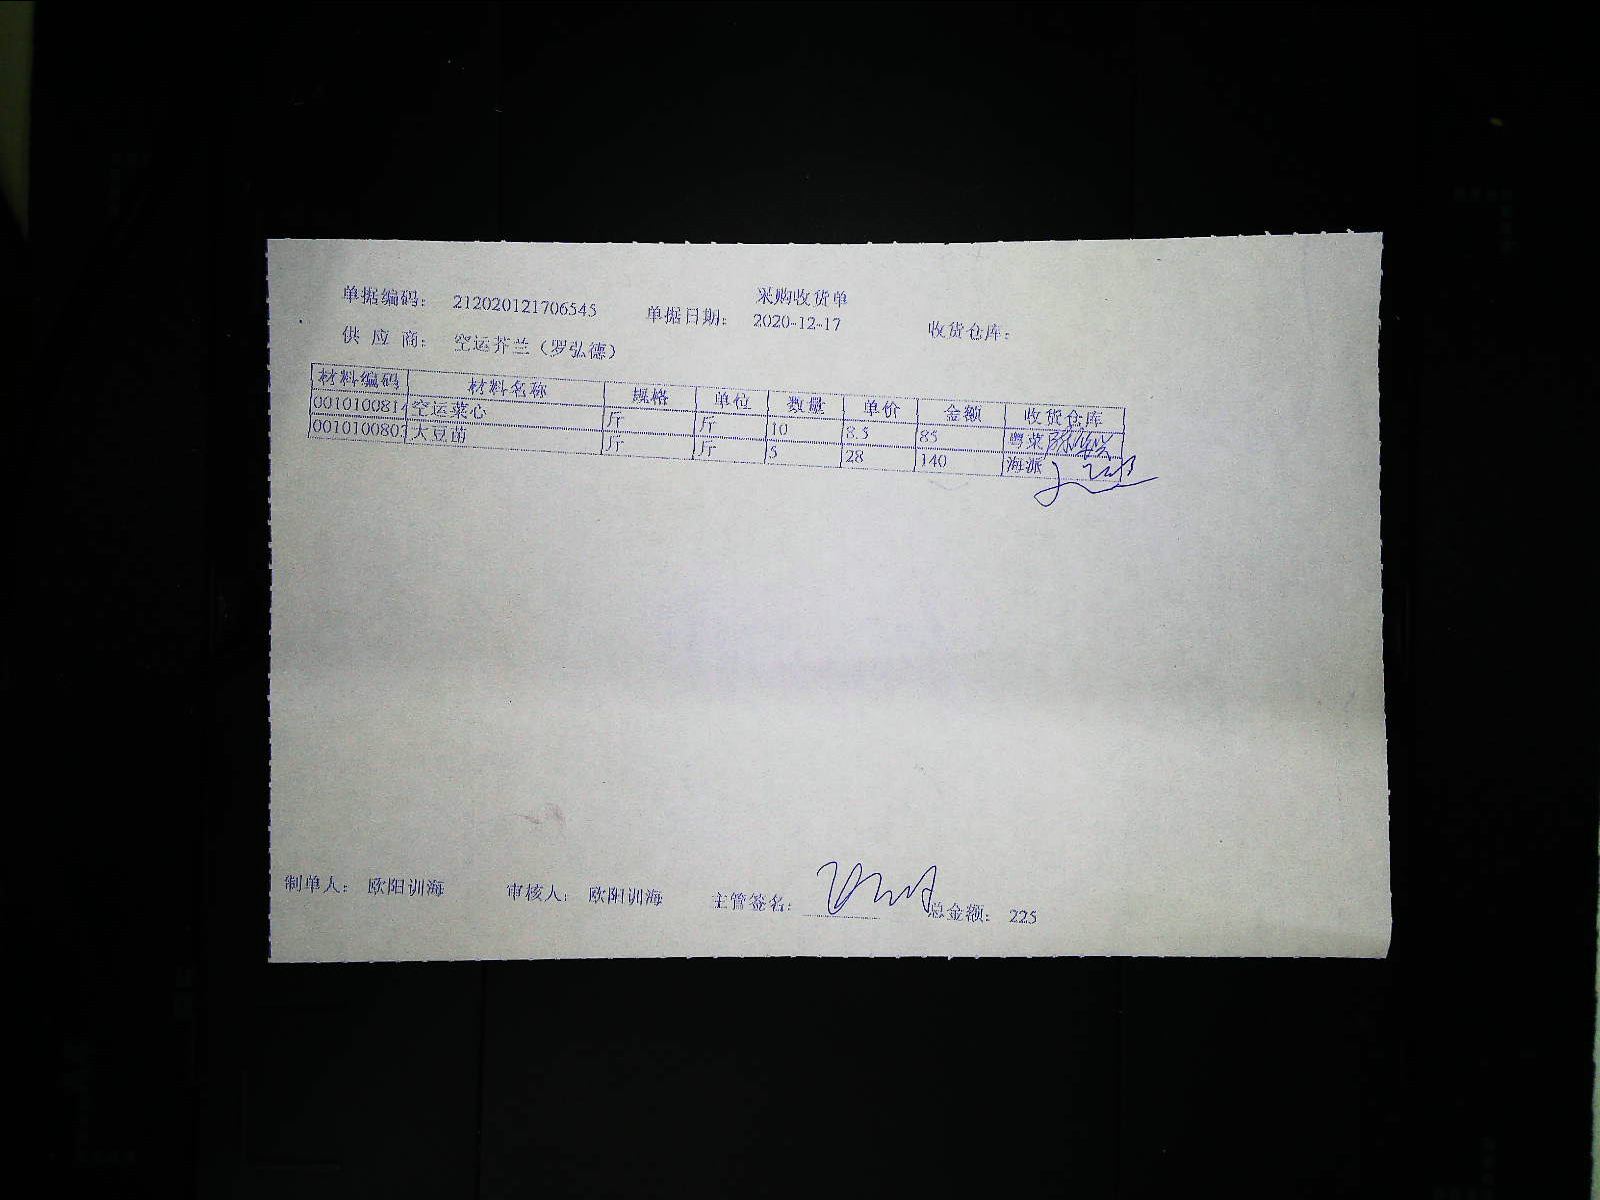 采购收货单
单据编码： 212020121706545 单据日期： 2020-12-17 收货仓库：
供应商： 空运芥兰（罗弘德）
材料编码 材料名称 规格 单位 数量 单价 金额 收货仓库
0010100814 空运菜心 斤 斤 10 8.5 85 粤菜
001010080 大豆苗 斤 斤 5 28 140 海派
制单人： 欧阳训海 审核人： 欧阳训海 主管签名： 总金额： 225